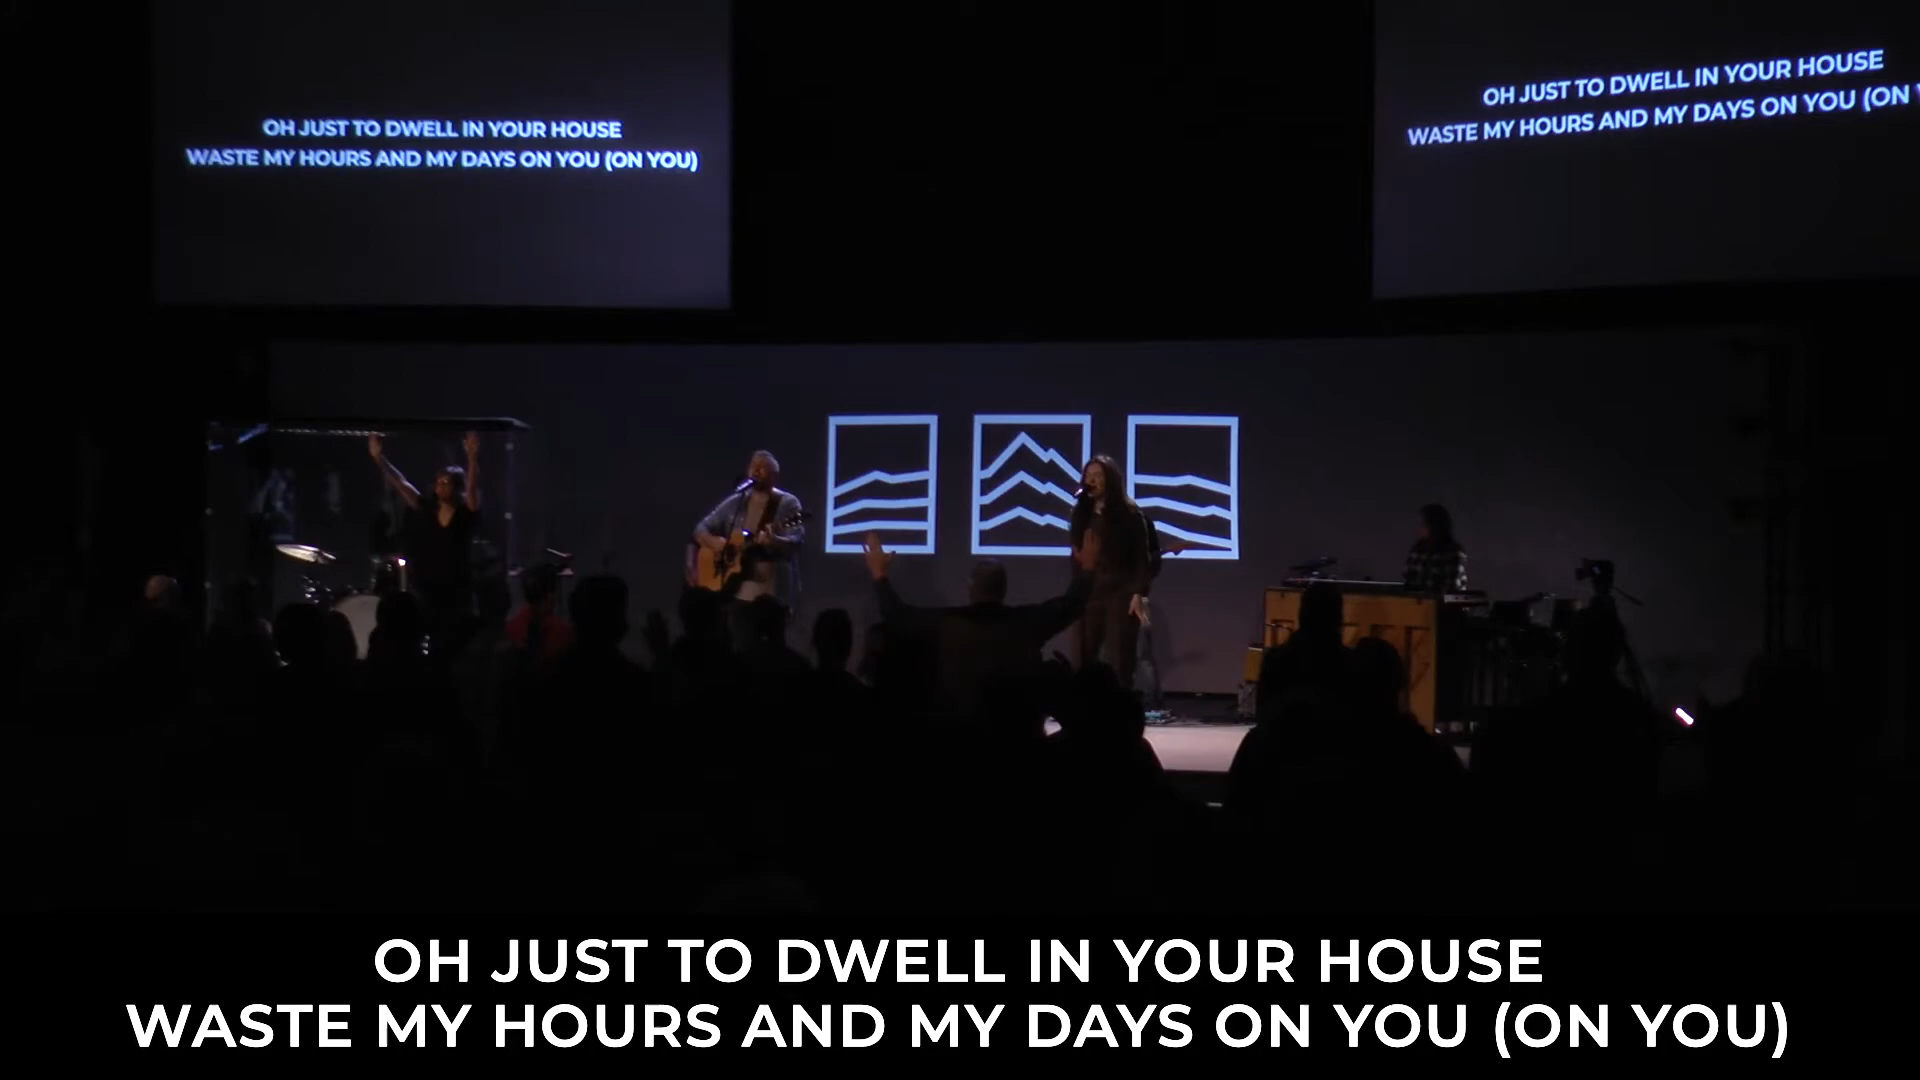 OH JUST TO DWELL IN YOUR HOUSE
WASTE MY HOURS AND MY DAYS ON YOU (ON YOU)
OH JUST TO DWELL IN YOUR HOUSE
WASTE MY HOURS AND MY DAYS ON YOU (ON
OH JUST TO DWELL IN YOUR HOUSE
WASTE MY HOURS AND MY DAYS ON YOU (ON YOU)